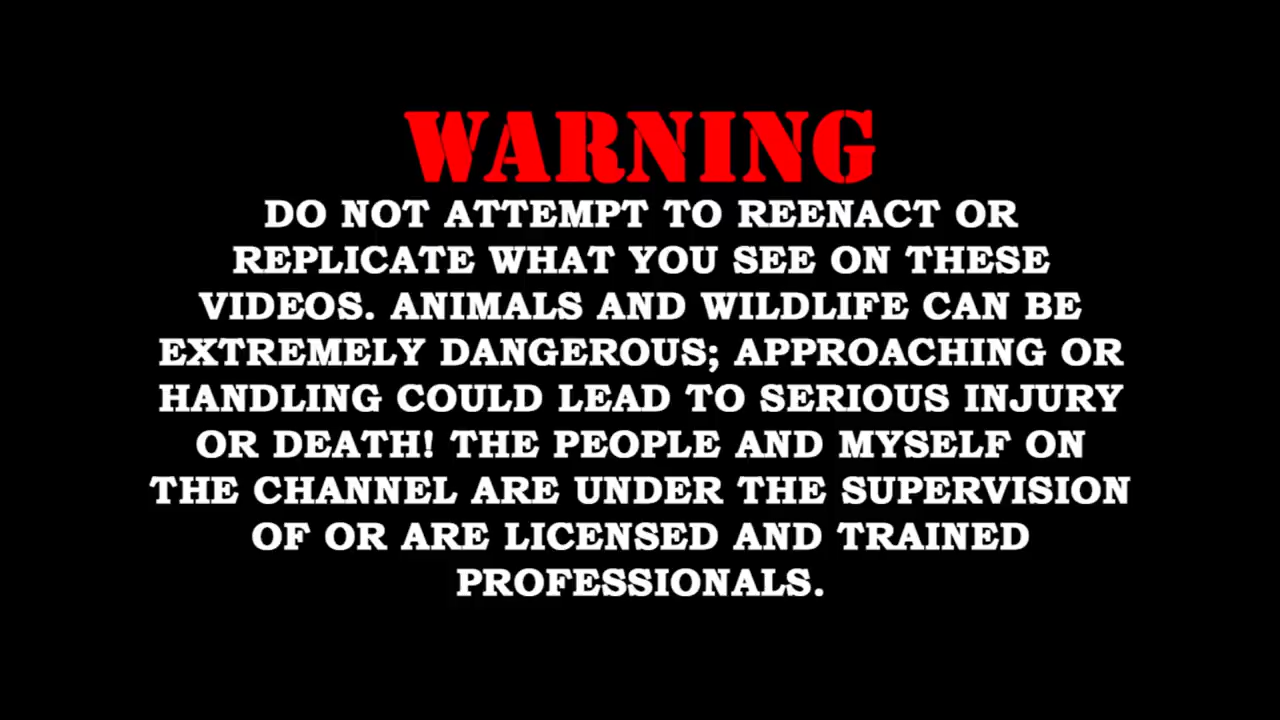 WARNING
DO NOT ATTEMPT TO REENACT OR
REPLICATE WHAT YOU SEE ON THESE
VIDEOS. ANIMALS AND WILDLIFE CAN BE
EXTREMELY DANGEROUS; APPROACHING OR
HANDLING COULD LEAD TO SERIOUS INJURY
OR DEATH! THE PEOPLE AND MYSELF ON
THE CHANNEL ARE UNDER THE SUPERVISION
OF OR ARE LICENSED AND TRAINED
PROFESSIONALS.